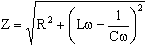 Z = √(R² + (Lω − 1/(Cω))²)